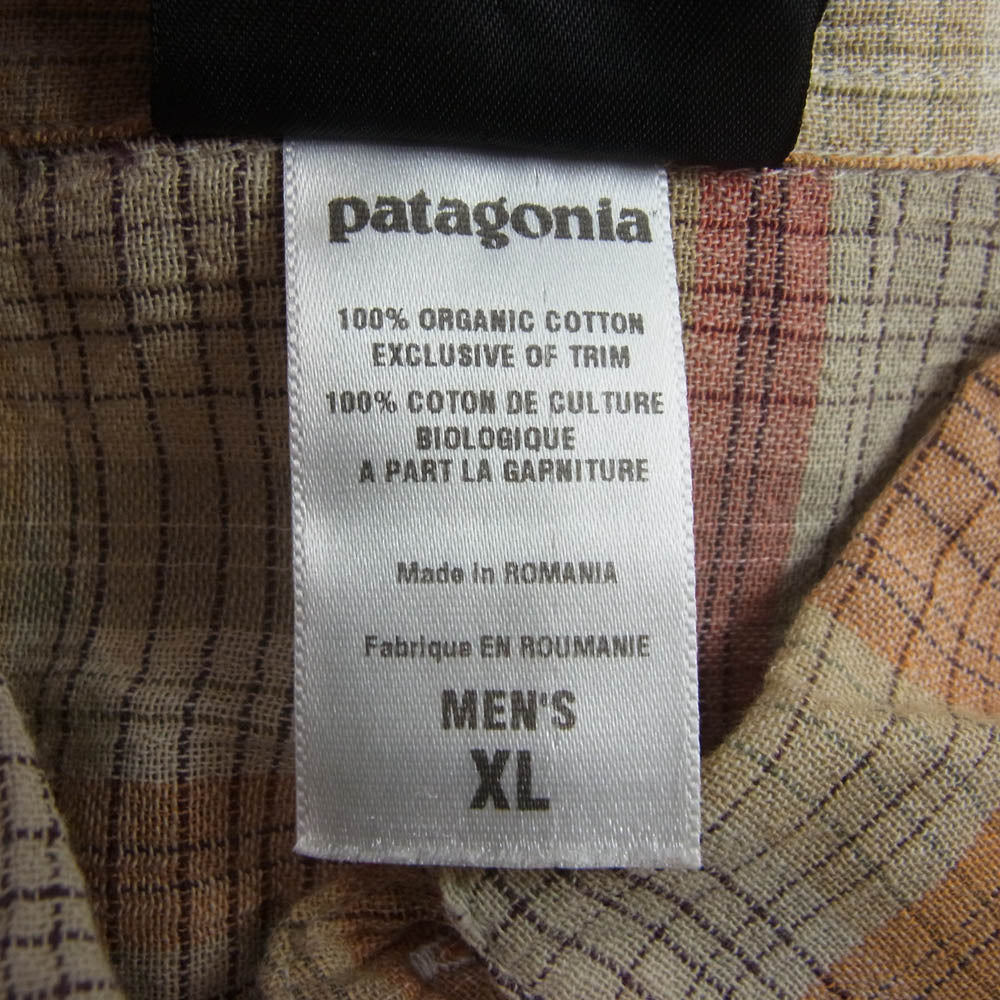 patagonia
100% ORGANIC COTTON
EXCLUSIVE OF TRIM
100% COTON DE CULTURE
BIOLOGIQUE
A PART LA GARNITURE
Made in ROMANIA
Fabrique EN ROUMANIE
MEN'S
XL